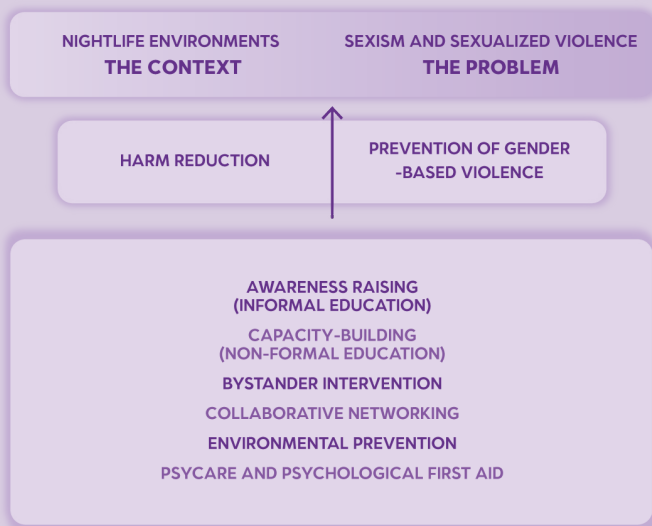 NIGHTLIFE ENVIRONMENTS
THE CONTEXT
SEXISM AND SEXUALIZED VIOLENCE
THE PROBLEM
HARM REDUCTION
PREVENTION OF GENDER
-BASED VIOLENCE
AWARENESS RAISING
(INFORMAL EDUCATION)
CAPACITY-BUILDING
(NON-FORMAL EDUCATION)
BYSTANDER INTERVENTION
COLLABORATIVE NETWORKING
ENVIRONMENTAL PREVENTION
PSYCARE AND PSYCHOLOGICAL FIRST AID